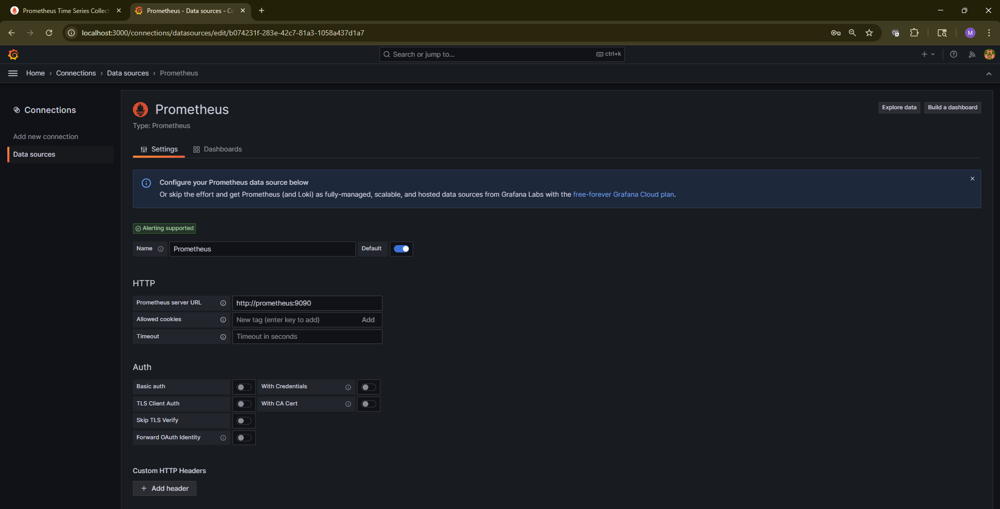 Prometheus Time Series Collect
Prometheus - Data sources - Co
localhost:3000/connections/datasources/edit/b074231f-283e-42c7-81a3-1058a437d1a7
M
Search or jump to...
ctrl+k
Home › Connections › Data sources › Prometheus
Connections
Add new connection
Data sources
Prometheus
Type: Prometheus
Explore data
Build a dashboard
Settings
Dashboards
Configure your Prometheus data source below
Or skip the effort and get Prometheus (and Loki) as fully-managed, scalable, and hosted data sources from Grafana Labs with the free-forever Grafana Cloud plan.
Alerting supported
Name Prometheus Default
HTTP
Prometheus server URL http://prometheus:9090
Allowed cookies New tag (enter key to add) Add
Timeout Timeout in seconds
Auth
Basic auth With Credentials
TLS Client Auth With CA Cert
Skip TLS Verify
Forward OAuth Identity
Custom HTTP Headers
+ Add header